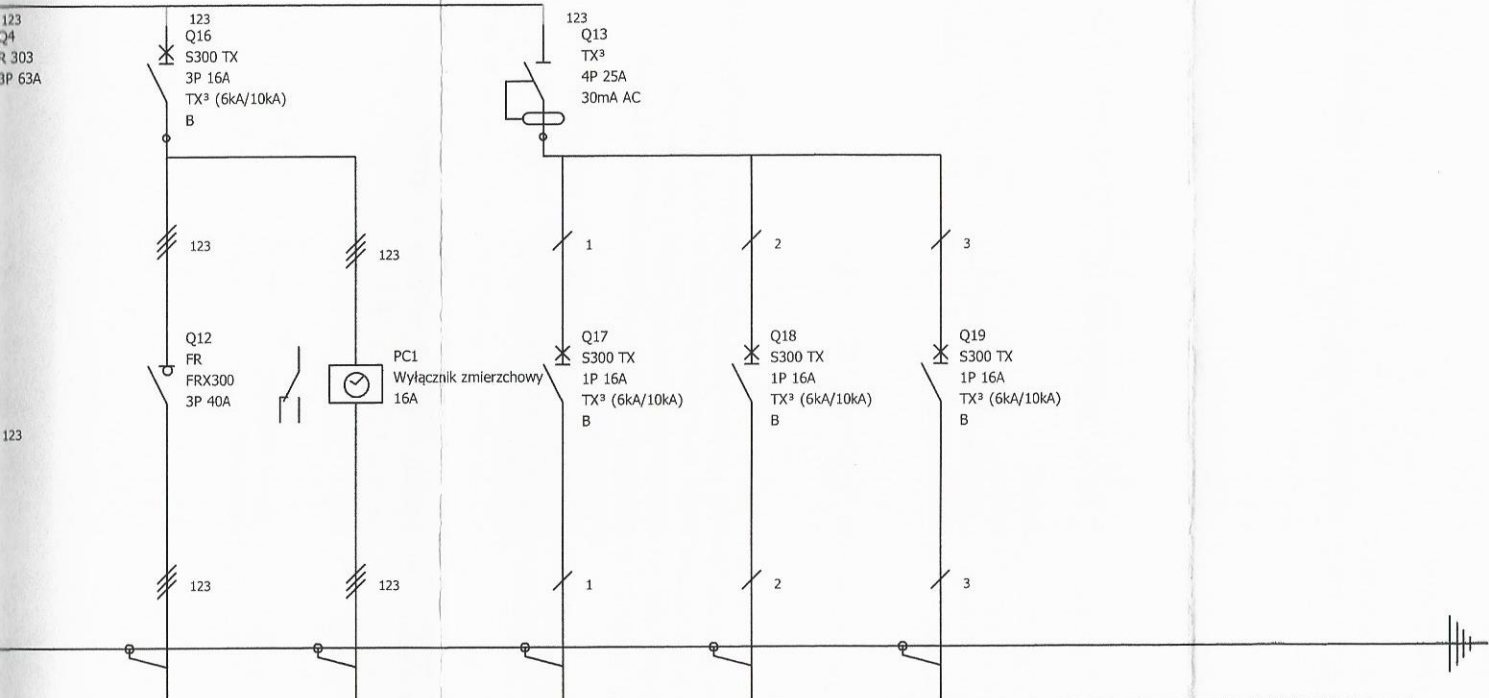 123
Q4
R 303
3P 63A
123
Q16
S300 TX
3P 16A
TX³ (6kA/10kA)
B
123
Q13
TX³
4P 25A
30mA AC
123
123
1
2
3
Q12
FR
FRX300
3P 40A
PC1
Wyłącznik zmierzchowy
16A
Q17
S300 TX
1P 16A
TX³ (6kA/10kA)
B
Q18
S300 TX
1P 16A
TX³ (6kA/10kA)
B
Q19
S300 TX
1P 16A
TX³ (6kA/10kA)
B
123
123
123
1
2
3